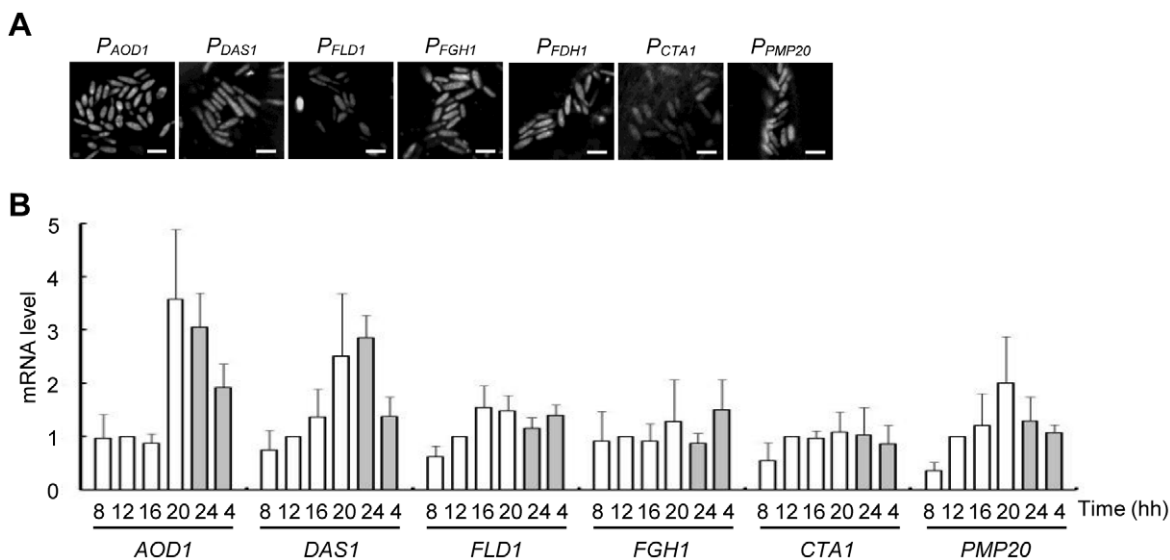 A
PAOD1 PDAS1 PFLD1 PFGH1 PFDH1 PCTA1 PPMP20
B
mRNA level
5
4
3
2
1
0
8 12 16 20 24 4 8 12 16 20 24 4 8 12 16 20 24 4 8 12 16 20 24 4 8 12 16 20 24 4 8 12 16 20 24 4 Time (hh)
AOD1 DAS1 FLD1 FGH1 CTA1 PMP20